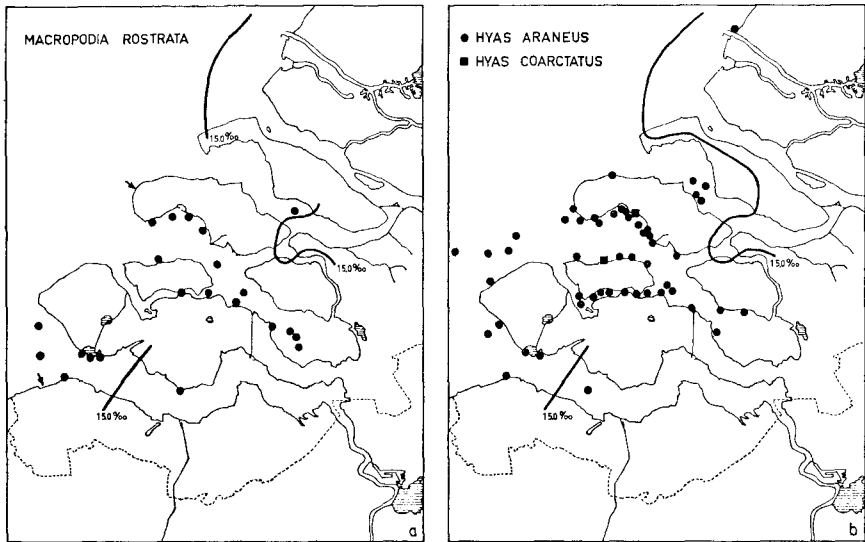 MACROPODIA ROSTRATA
15.0‰
15.0‰
15.0‰
a
HYAS ARANEUS
HYAS COARCTATUS
15.0‰
15.0‰
b